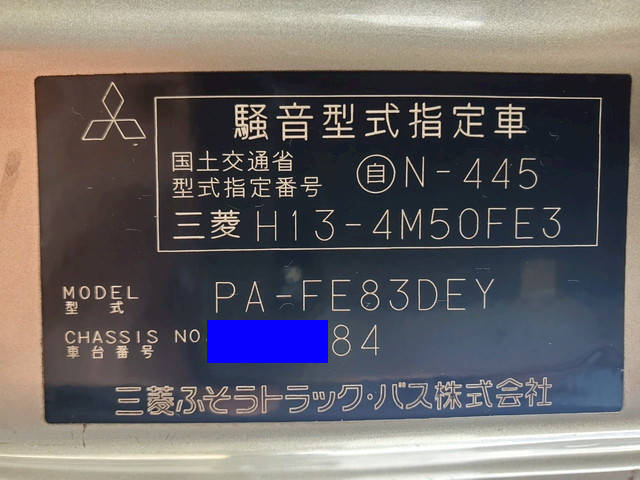 騒音型式指定車
国土交通省
型式指定番号 自N-445
三菱 H13-4M50FE3
MODEL
型式 PA-FE83DEY
CHASSIS NO.
車台番号 84
三菱ふそうトラック・バス株式会社